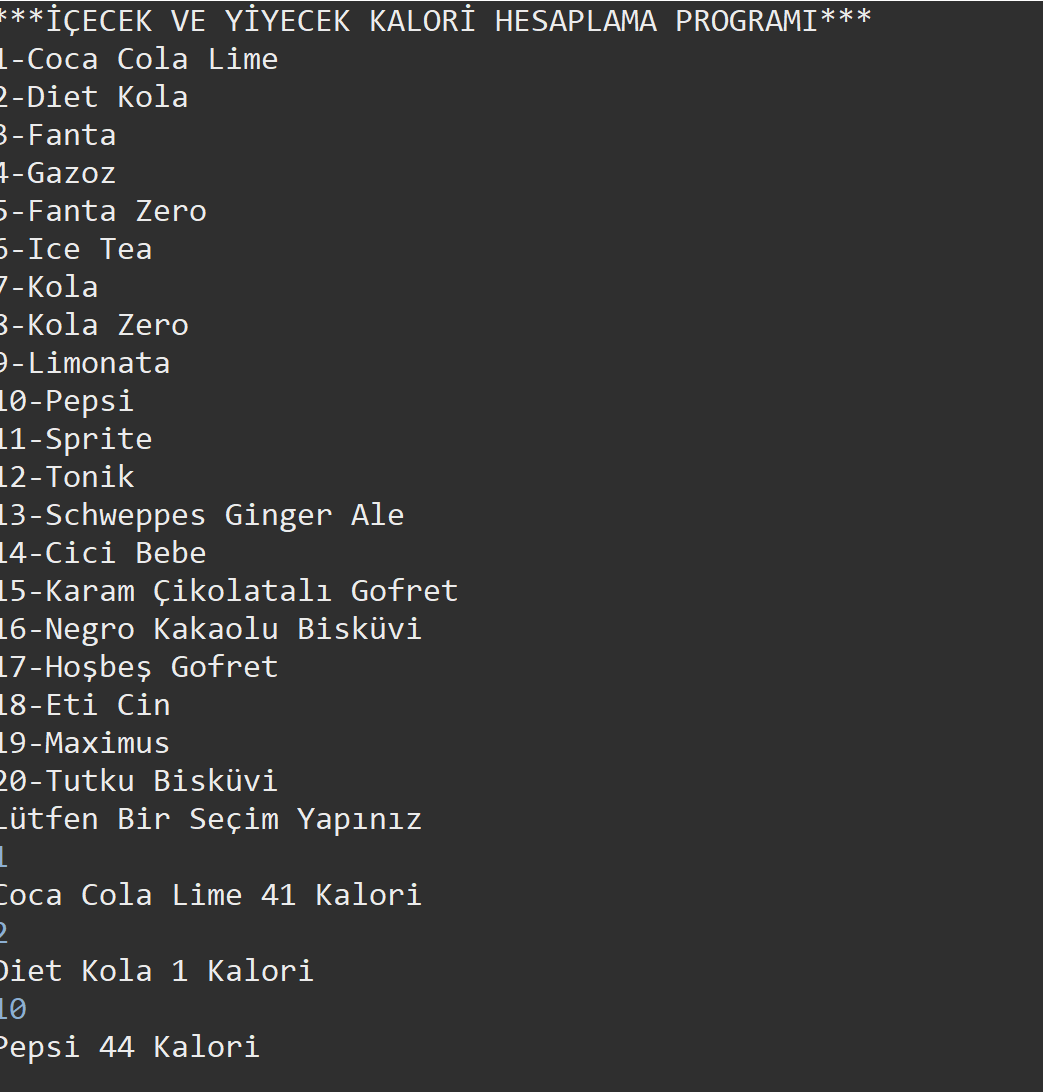 ***İÇECEK VE YİYECEK KALORİ HESAPLAMA PROGRAMI***
1-Coca Cola Lime
2-Diet Kola
3-Fanta
4-Gazoz
5-Fanta Zero
6-Ice Tea
7-Kola
8-Kola Zero
9-Limonata
10-Pepsi
11-Sprite
12-Tonik
13-Schweppes Ginger Ale
14-Cici Bebe
15-Karam Çikolatalı Gofret
16-Negro Kakaolu Bisküvi
17-Hoşbeş Gofret
18-Eti Cin
19-Maximus
20-Tutku Bisküvi
Lütfen Bir Seçim Yapınız
1
Coca Cola Lime 41 Kalori
2
Diet Kola 1 Kalori
10
Pepsi 44 Kalori